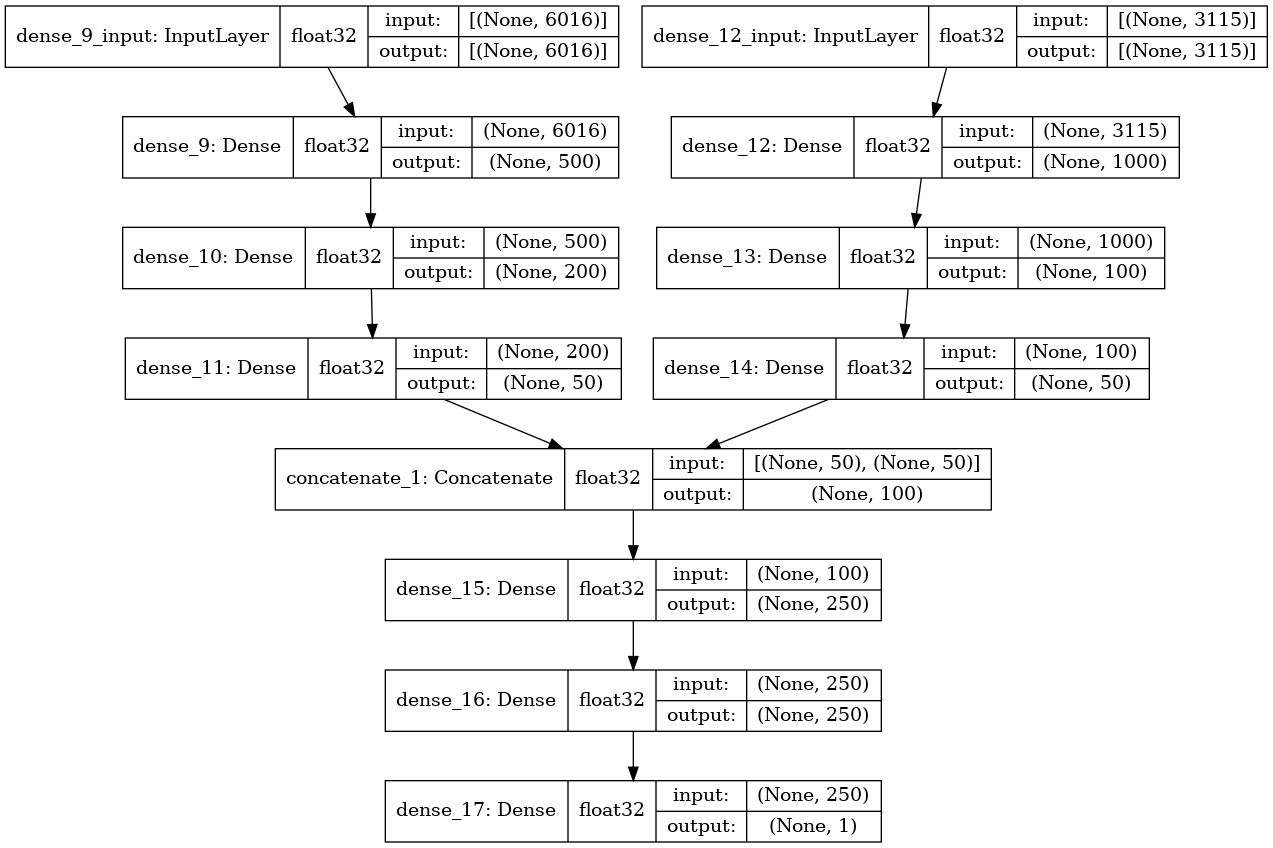 dense_9_input: InputLayer float32 input: [(None, 6016)]
output: [(None, 6016)]
dense_12_input: InputLayer float32 input: [(None, 3115)]
output: [(None, 3115)]
dense_9: Dense float32 input: (None, 6016)
output: (None, 500)
dense_12: Dense float32 input: (None, 3115)
output: (None, 1000)
dense_10: Dense float32 input: (None, 500)
output: (None, 200)
dense_13: Dense float32 input: (None, 1000)
output: (None, 100)
dense_11: Dense float32 input: (None, 200)
output: (None, 50)
dense_14: Dense float32 input: (None, 100)
output: (None, 50)
concatenate_1: Concatenate float32 input: [(None, 50), (None, 50)]
output: (None, 100)
dense_15: Dense float32 input: (None, 100)
output: (None, 250)
dense_16: Dense float32 input: (None, 250)
output: (None, 250)
dense_17: Dense float32 input: (None, 250)
output: (None, 1)